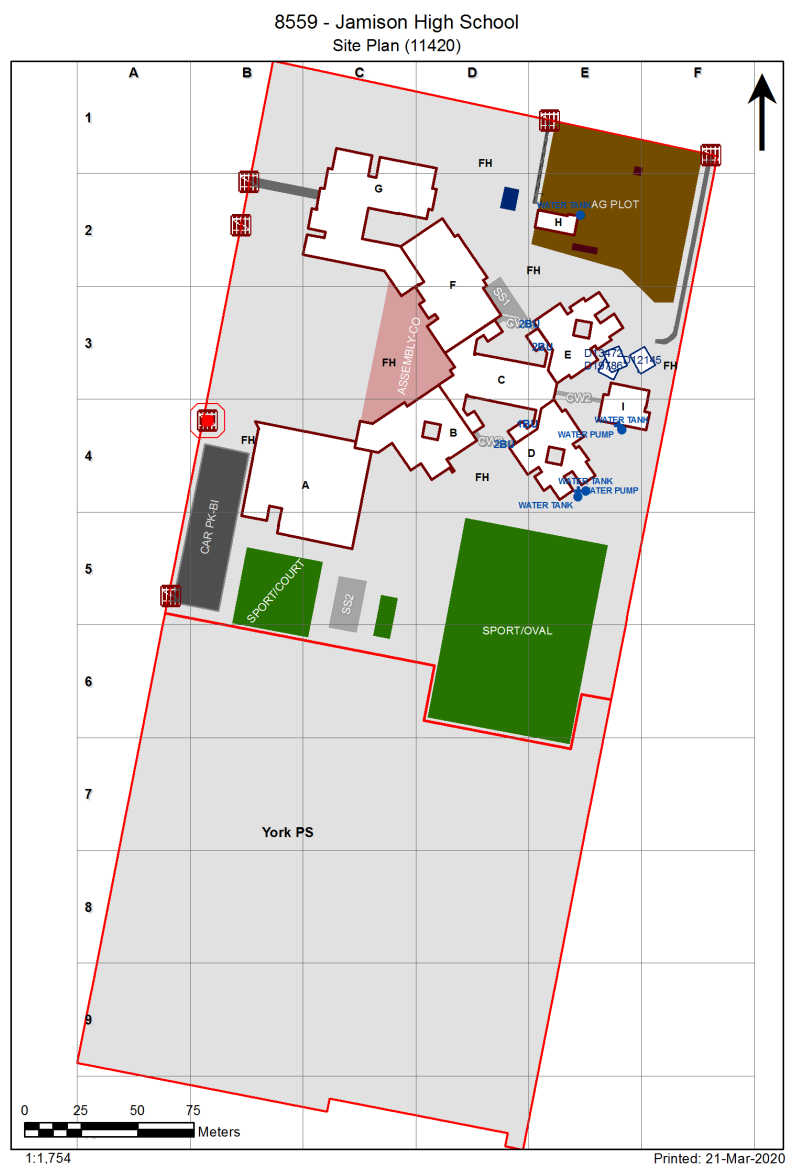 8559 - Jamison High School
Site Plan (11420)
A B C D E F
1
FH
G
WATER TANK
AG PLOT
H
2
FH
F
SS1
2BU
2BU
3
ASSEMBLY-CO
FH
E
D13472
D12145
D19786
FH
C
CW2
I
WATER TANK
WATER PUMP
FH
1BU
B
2BU
D
4
FH
A
WATER TANK
WATER PUMP
WATER TANK
CAR PK-BI
5
SPORT/COURT
SS2
SPORT/OVAL
6
7
York PS
8
9
0 25 50 75
Meters
1:1,754
Printed: 21-Mar-2020